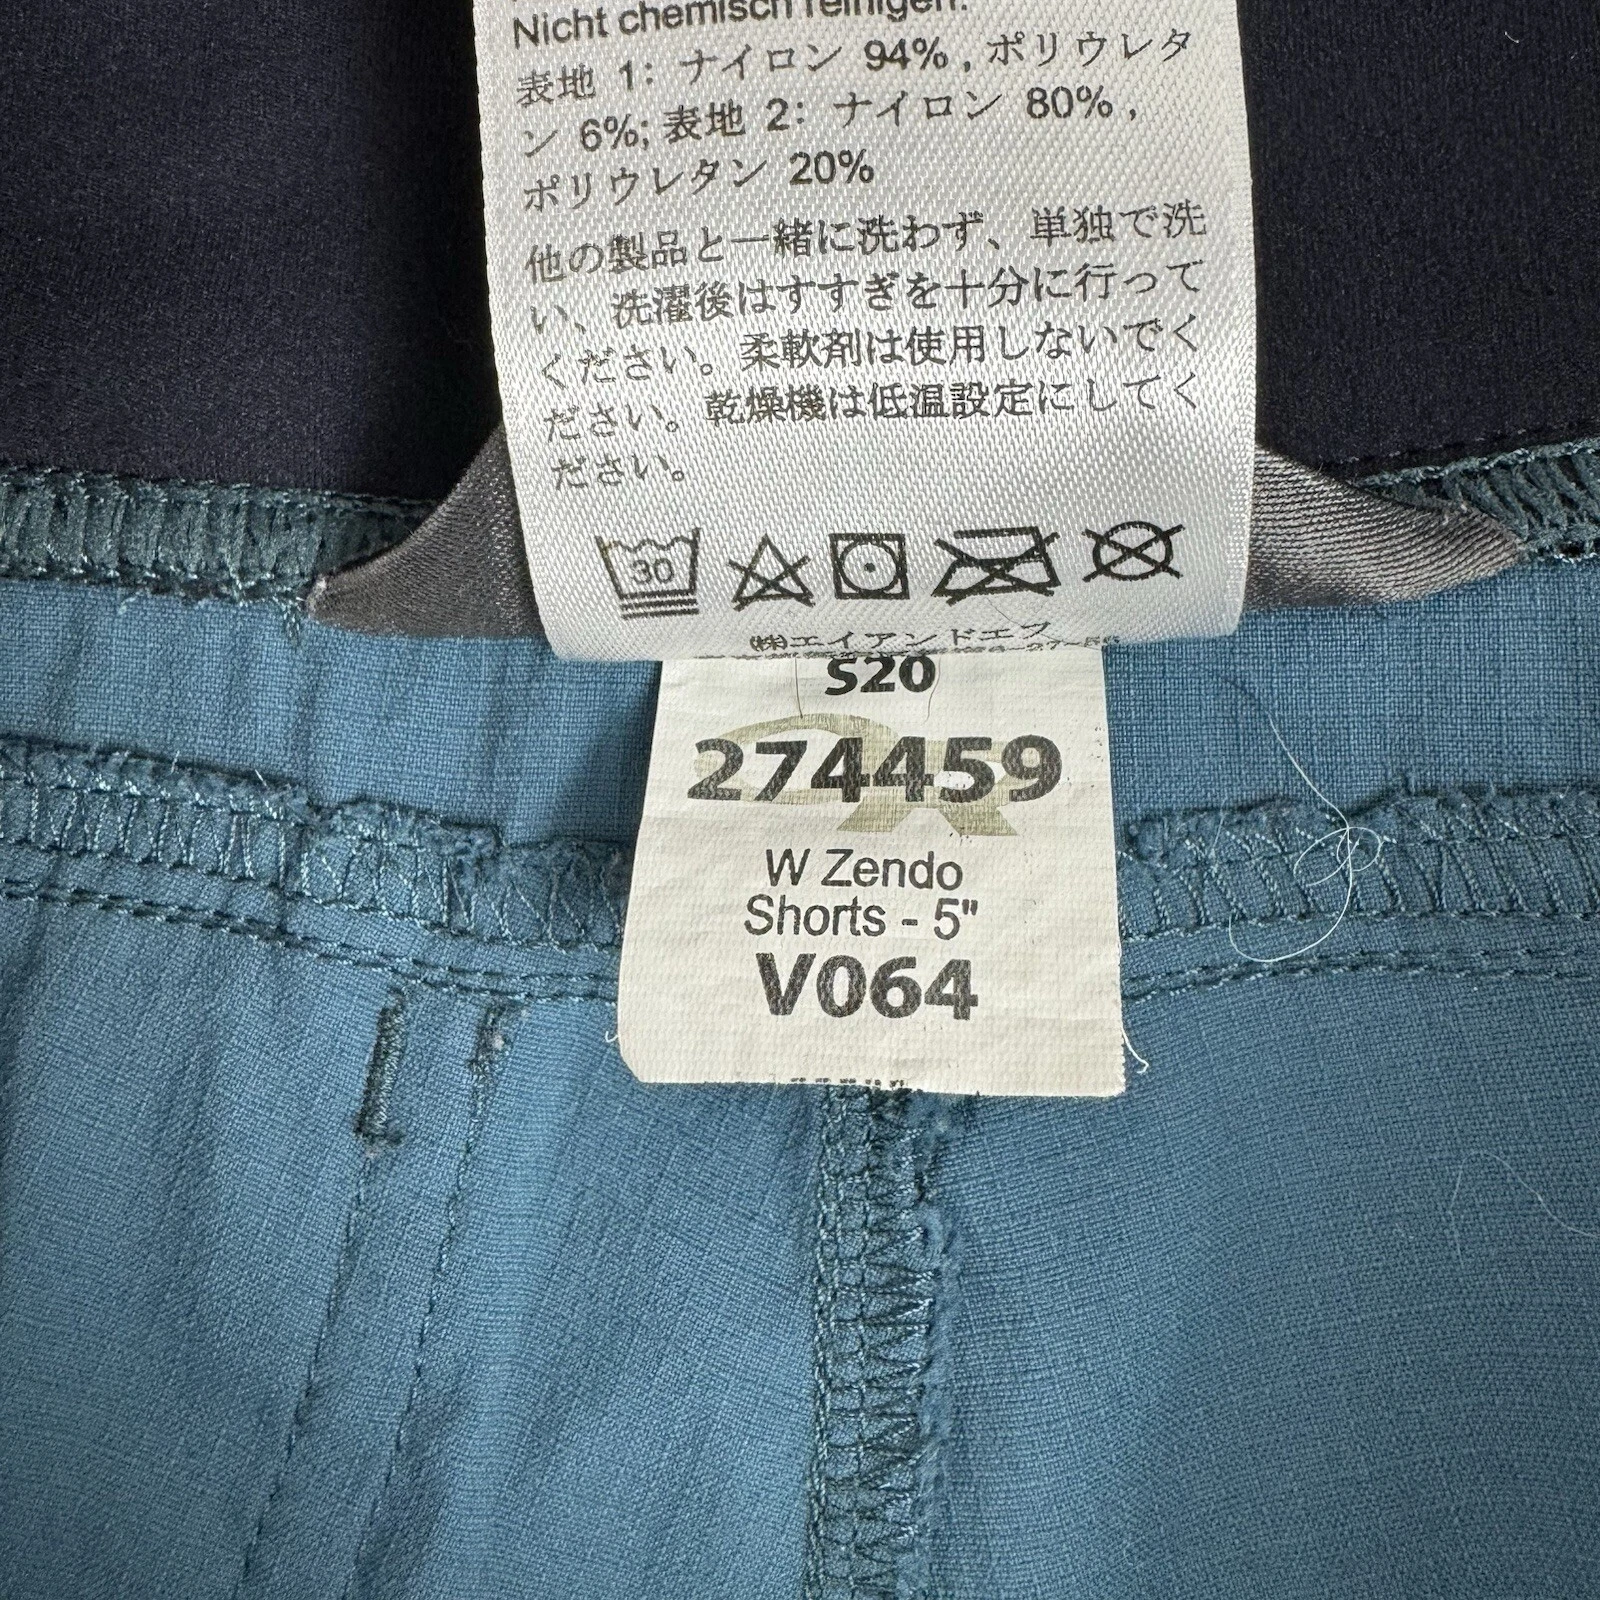 Nicht chemisch reinigen.
表地 1: ナイロン 94% , ポリウレタ
ン 6%; 表地 2: ナイロン 80% ,
ポリウレタン 20%
他の製品と一緒に洗わず、単独で洗
い、洗濯後はすすぎを十分に行って
ください。柔軟剤は使用しないでく
ださい。乾燥機は低温設定にしてく
ださい。
30
(株)エイアンドエフ
S20
274459
W Zendo
Shorts - 5"
V064